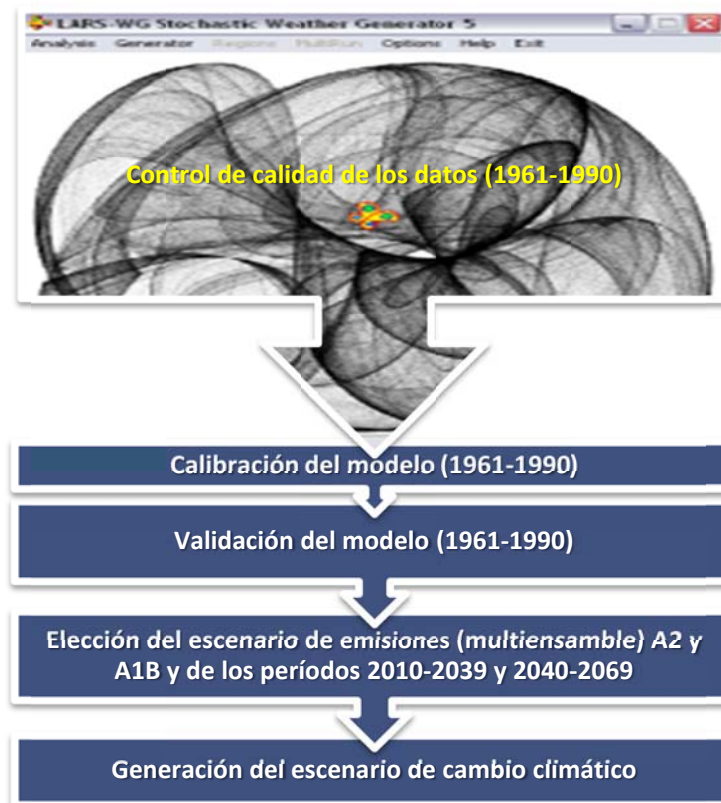 LARS-WG Stochastic Weather Generator 5
Analysis Generator Regions MultiRun Options Help Exit
Control de calidad de los datos (1961-1990)
Calibración del modelo (1961-1990)
Validación del modelo (1961-1990)
Elección del escenario de emisiones (multiensamble) A2 y
A1B y de los períodos 2010-2039 y 2040-2069
Generación del escenario de cambio climático